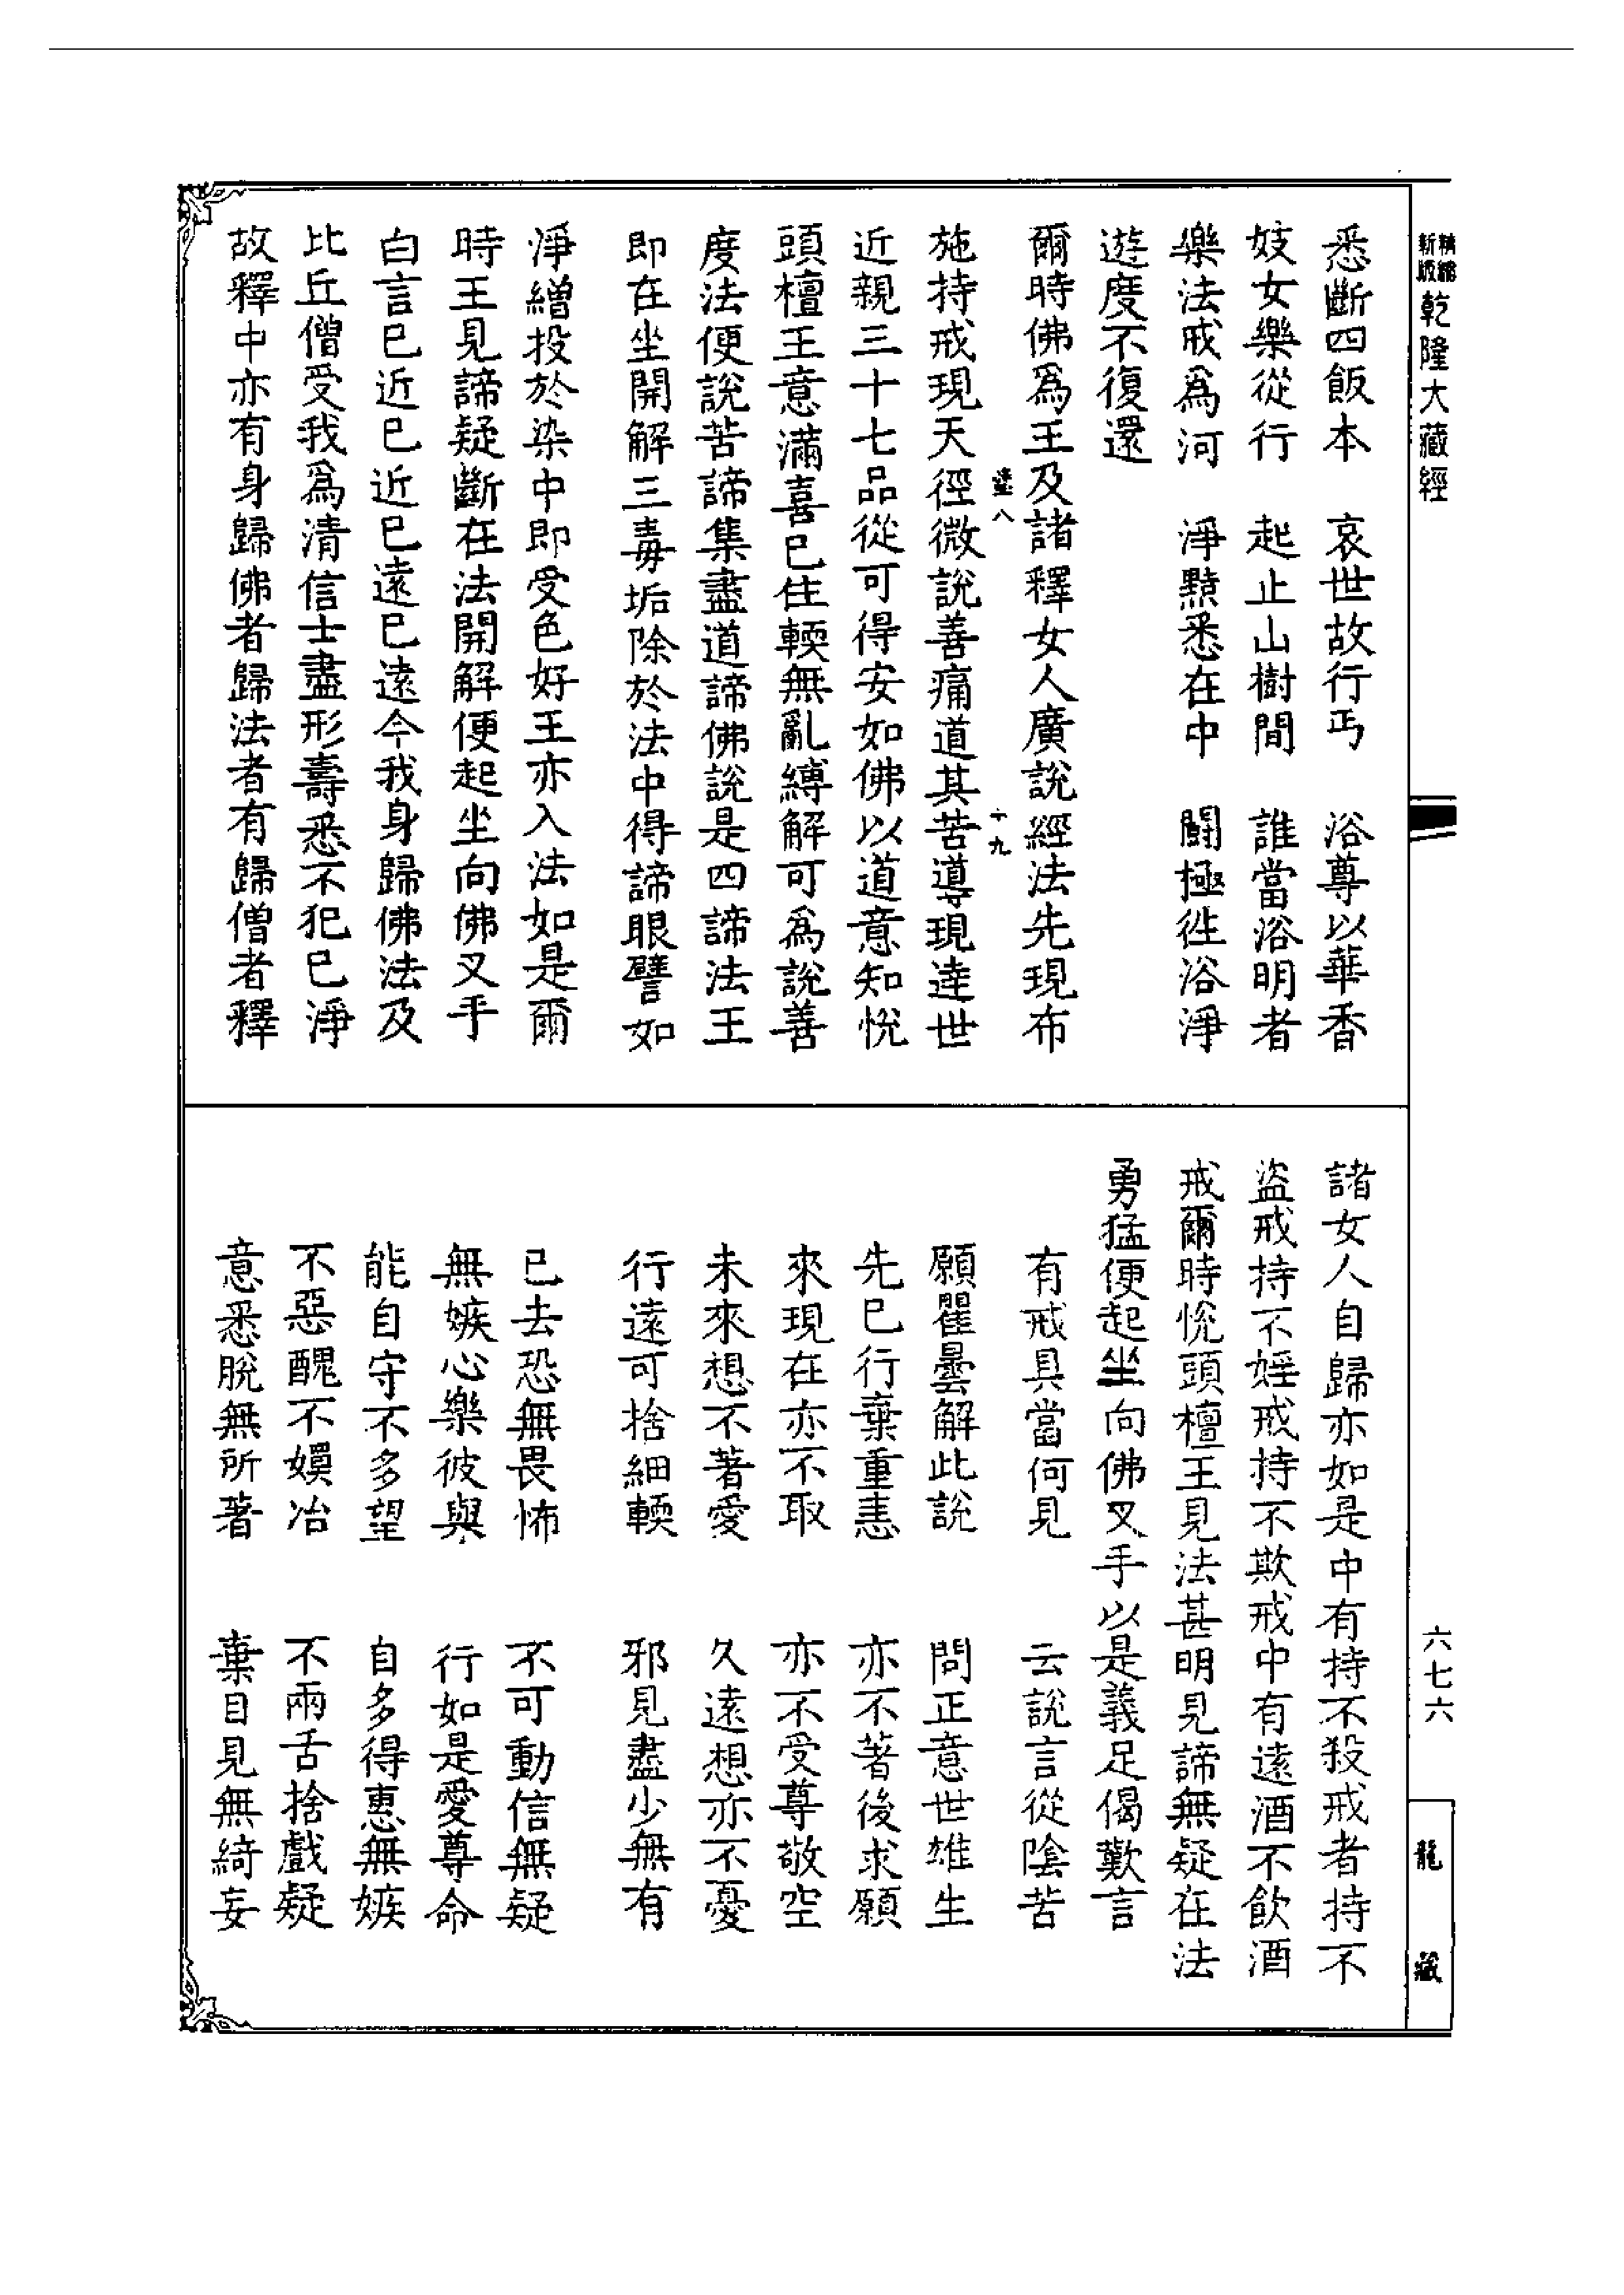 精縮
新版
乾隆大藏經
悉斷四飯本　哀世故行丐　浴尊以華香
妓女樂從行　起止山樹間　誰當浴明者
樂法戒爲河　淨黠悉在中　闘極徃浴淨
遊度不復還
爾時佛爲王及諸釋女人廣說經法先現布
八　十九
施持戒現天徑微說善痛道其苦導現達世
近親三十七品從可得安如佛以道意知悅
頭檀王意滿喜巳住輭無亂縛解可爲說善
度法便說苦諦集盡道諦佛說是四諦法王
即在坐開解三毒垢除於法中得諦眼譬如
淨繒投於染中即受色好王亦入法如是爾
時王見諦疑斷在法開解便起坐向佛叉手
白言巳近巳近巳遠巳遠今我身歸佛法及
比丘僧受我爲清信士盡形壽悉不犯巳淨
故釋中亦有身歸佛者歸法者有歸僧者釋
諸女人自歸亦如是中有持不殺戒者持不
盜戒持不婬戒持不欺戒中有遠酒不飲酒
戒爾時悅頭檀王見法甚明見諦無疑在法
勇猛便起坐向佛叉手以是義足偈歎言
有戒具當何見　云說言從陰苦
願瞿曇解此說　問正意世雄生
先巳行棄重恚　亦不著後求願
來現在亦不取　亦不受尊敬空
未來想不著愛　久遠想亦不憂
行遠可捨細輭　邪見盡少無有
已去恐無畏怖　不可動信無疑
無嫉心樂彼與　行如是愛尊命
能自守不多望　自多得惠無嫉
不惡醜不嫫冶　不兩舌捨戲疑
意悉脫無所著　棄自見無綺妄
六七六
龍藏